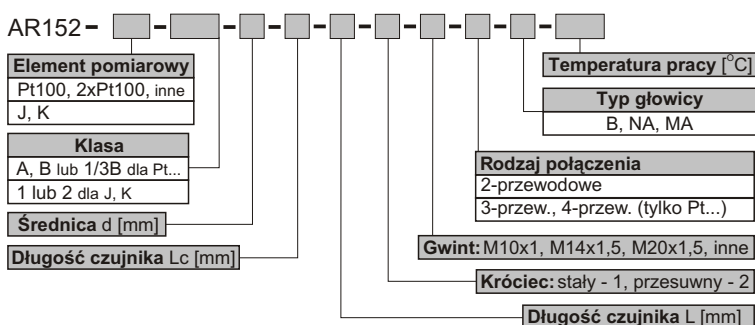 AR152 -
Element pomiarowy
Pt100, 2xPt100, inne
J, K
Klasa
A, B lub 1/3B dla Pt...
1 lub 2 dla J, K
Średnica d [mm]
Długość czujnika Lc [mm]
Temperatura pracy [°C]
Typ głowicy
B, NA, MA
Rodzaj połączenia
2-przewodowe
3-przew., 4-przew. (tylko Pt...)
Gwint: M10x1, M14x1,5, M20x1,5, inne
Króciec: stały - 1, przesuwny - 2
Długość czujnika L [mm]